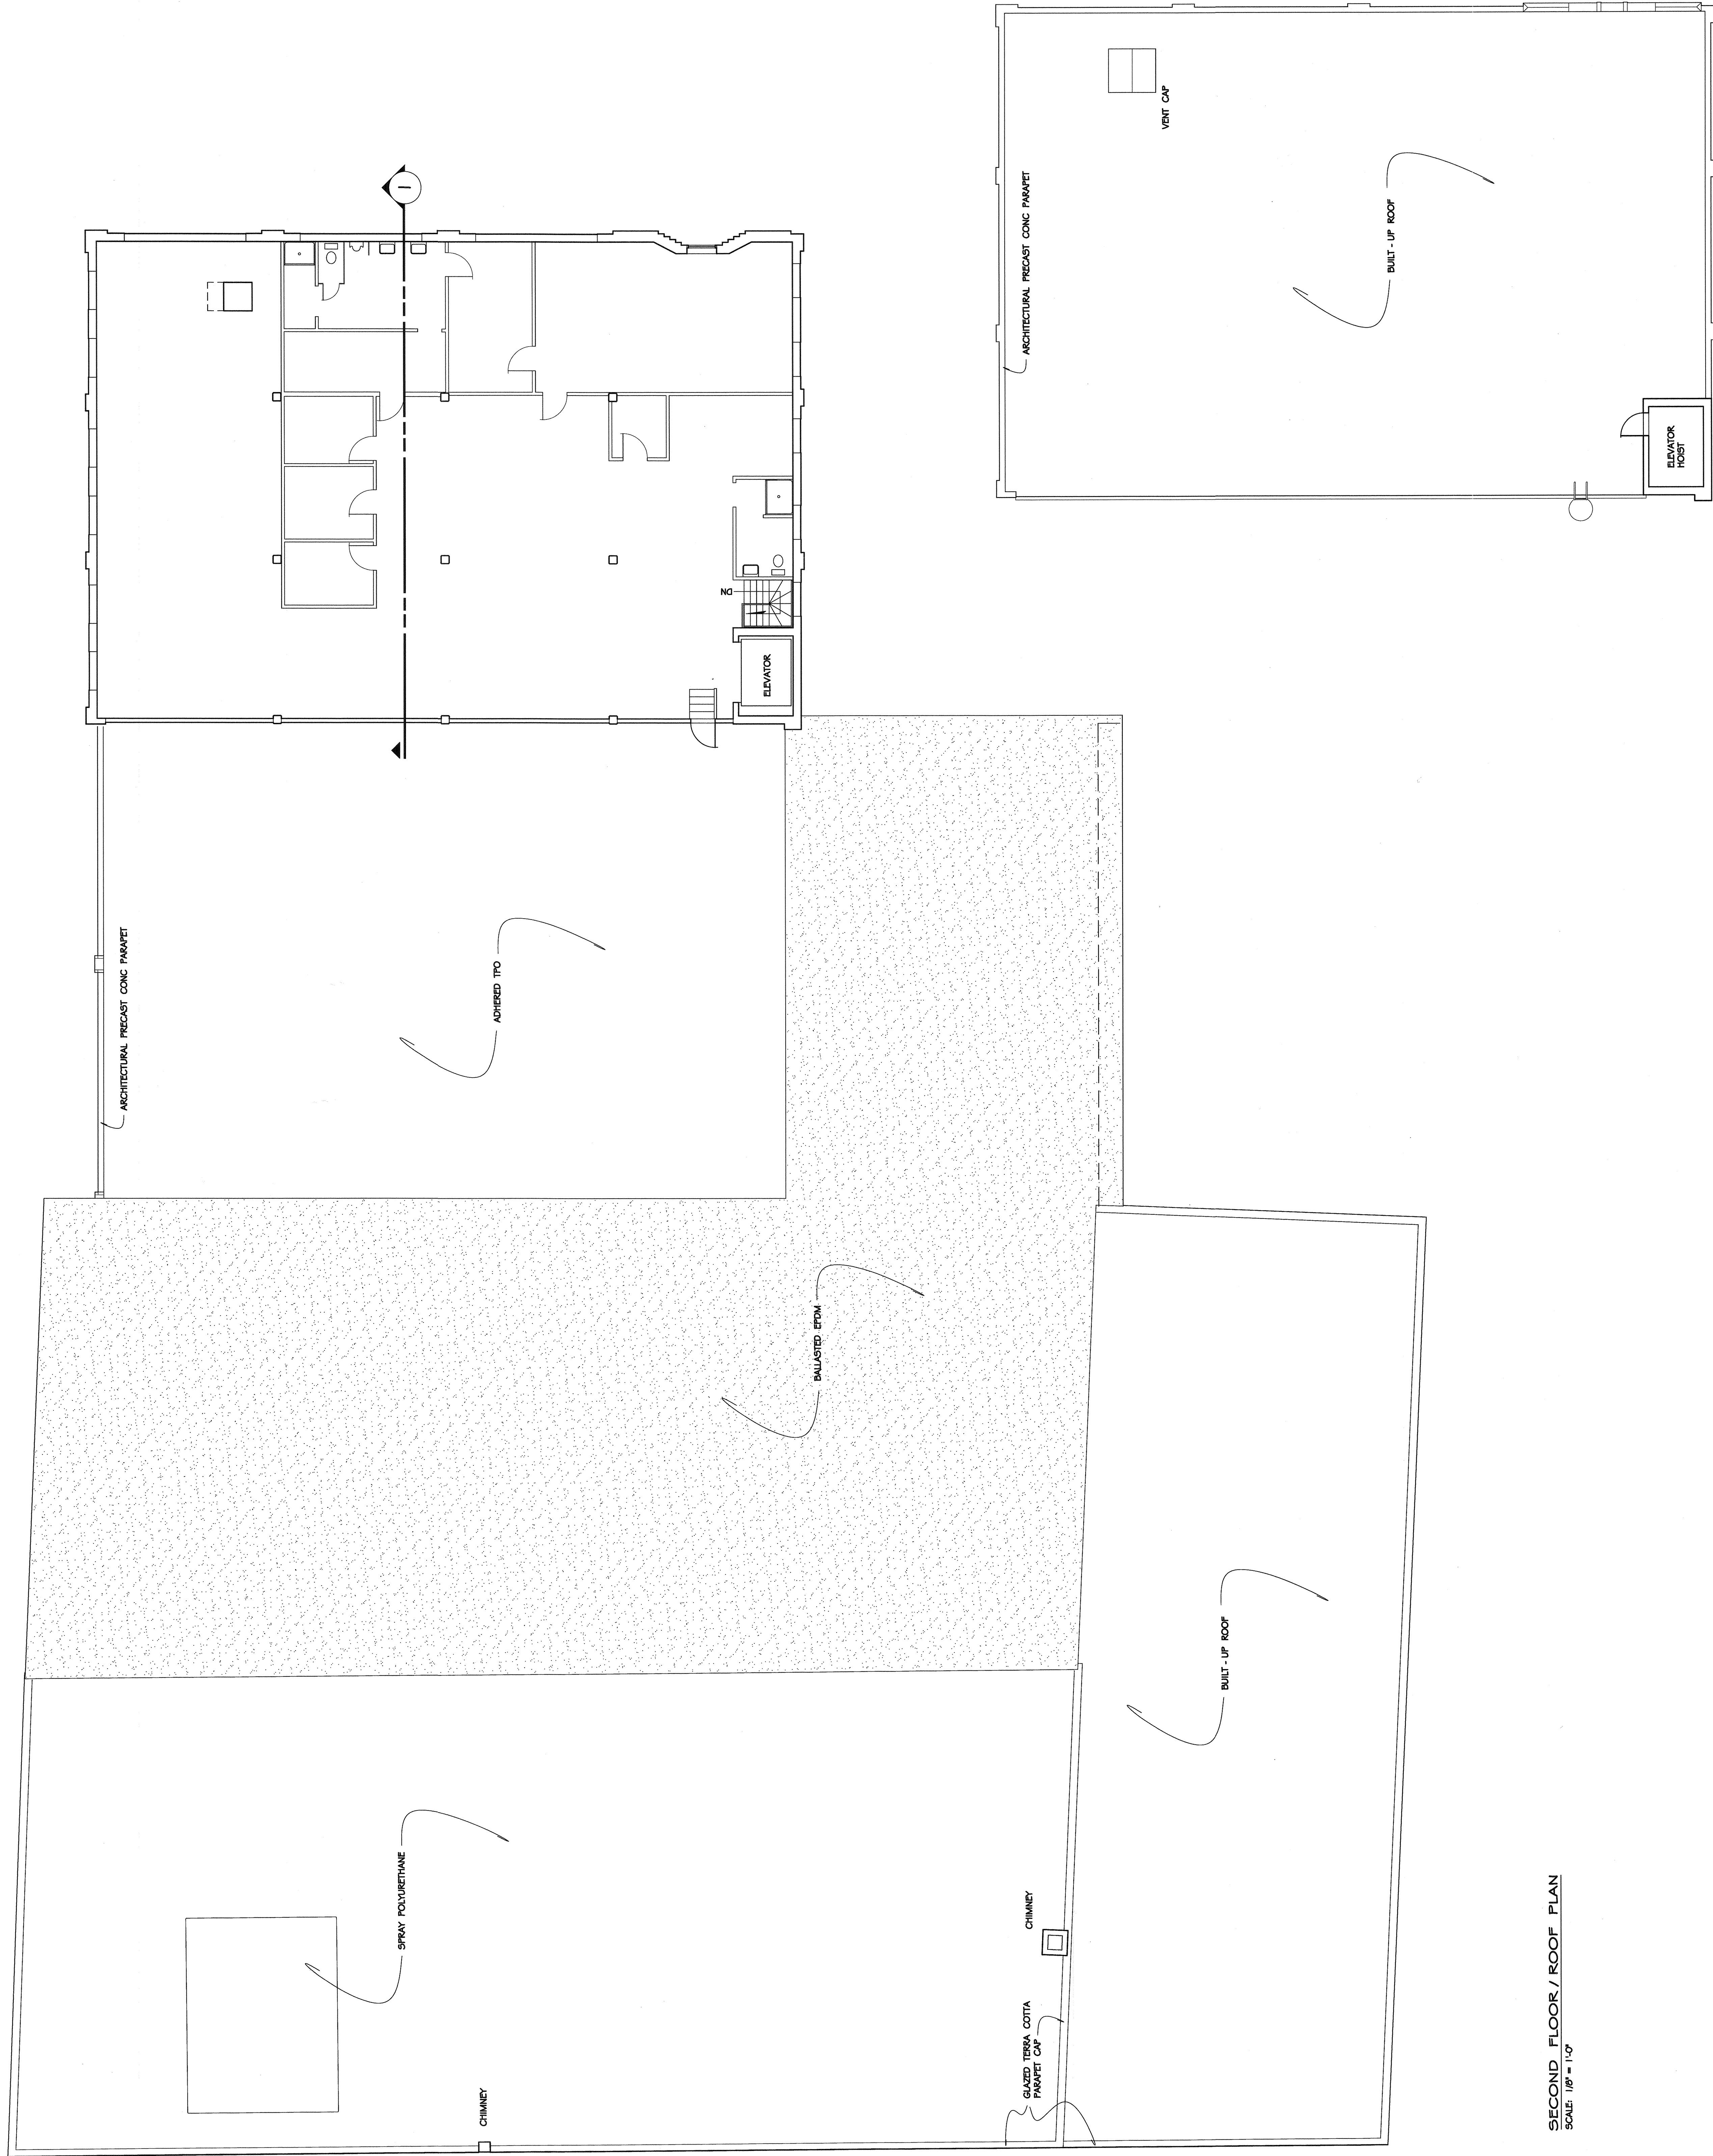 VENT CAP
ARCHITECTURAL PRECAST CONC PARAPET
BUILT - UP ROOF
ELEVATOR
HOIST
1
DN
ELEVATOR
ARCHITECTURAL PRECAST CONC PARAPET
ADHERED TPO
BALLASTED EPDM
BUILT - UP ROOF
SPRAY POLYURETHANE
CHIMNEY
GLAZED TERRA COTTA
PARAPET CAP
CHIMNEY
SECOND FLOOR / ROOF PLAN
SCALE: 1/8" = 1'-0"